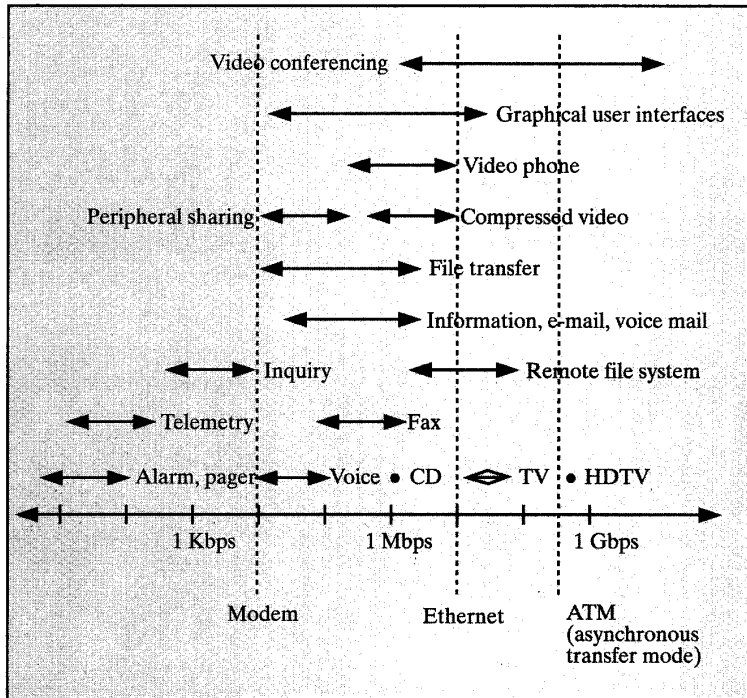 Video conferencing
Graphical user interfaces
Video phone
Peripheral sharing
Compressed video
File transfer
Information, e-mail, voice mail
Inquiry
Remote file system
Telemetry
Fax
Alarm, pager
Voice
CD
TV
HDTV
1 Kbps
1 Mbps
1 Gbps
Modem
Ethernet
ATM
(asynchronous
transfer mode)